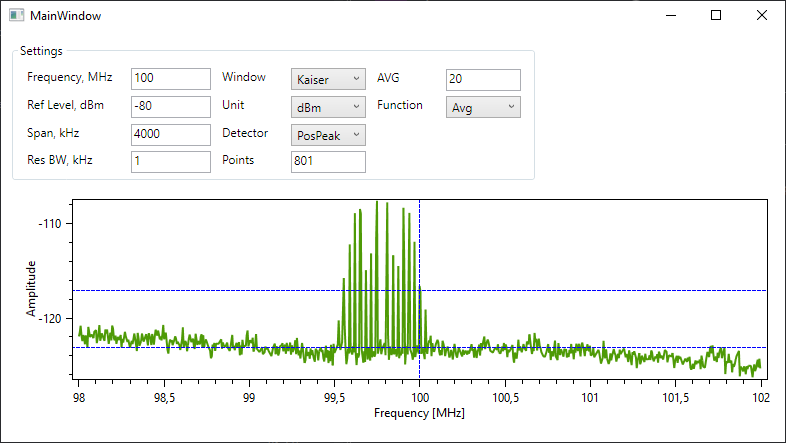 MainWindow
Settings
Frequency, MHz 100 Window Kaiser AVG 20
Ref Level, dBm -80 Unit dBm Function Avg
Span, kHz 4000 Detector PosPeak
Res BW, kHz 1 Points 801
-110
Amplitude
-120
98 98,5 99 99,5 100 100,5 101 101,5 102
Frequency [MHz]